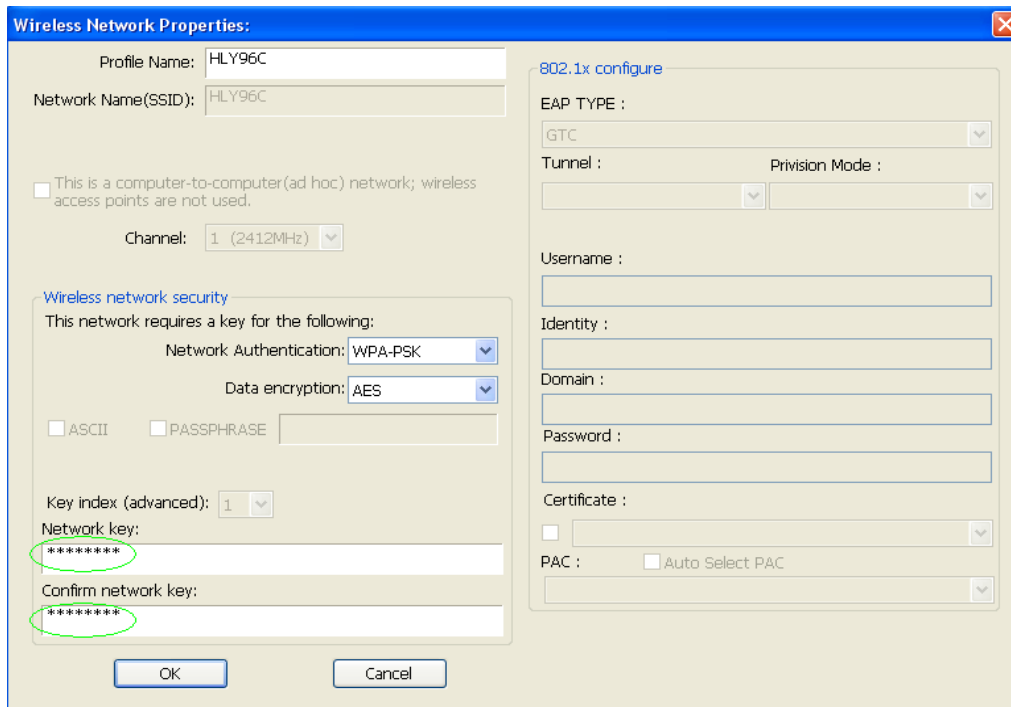 Wireless Network Properties:
Profile Name: HLY96C
Network Name(SSID): HLY96C
This is a computer-to-computer(ad hoc) network; wireless
access points are not used.
Channel: 1 (2412MHz)
Wireless network security
This network requires a key for the following:
Network Authentication: WPA-PSK
Data encryption: AES
ASCII PASSPHRASE
Key index (advanced): 1
Network key:
********
Confirm network key:
********
OK Cancel
802.1x configure
EAP TYPE :
GTC
Tunnel : Privision Mode :
Username :
Identity :
Domain :
Password :
Certificate :
PAC : Auto Select PAC